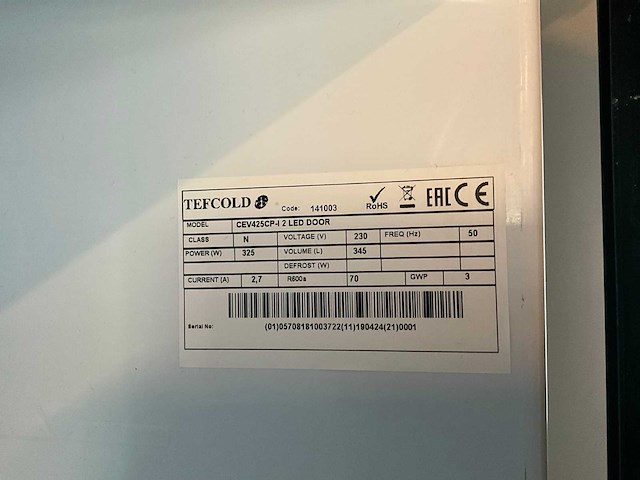 TEFCOLD Code: 141003 RoHS EAC CE
MODEL CEV425CP-I 2 LED DOOR
CLASS N VOLTAGE (V) 230 FREQ (Hz) 50
POWER (W) 325 VOLUME (L) 345
DEFROST (W)
CURRENT (A) 2,7 R600a 70 GWP 3
Serial No:
(01)05708181003722(11)190424(21)0001